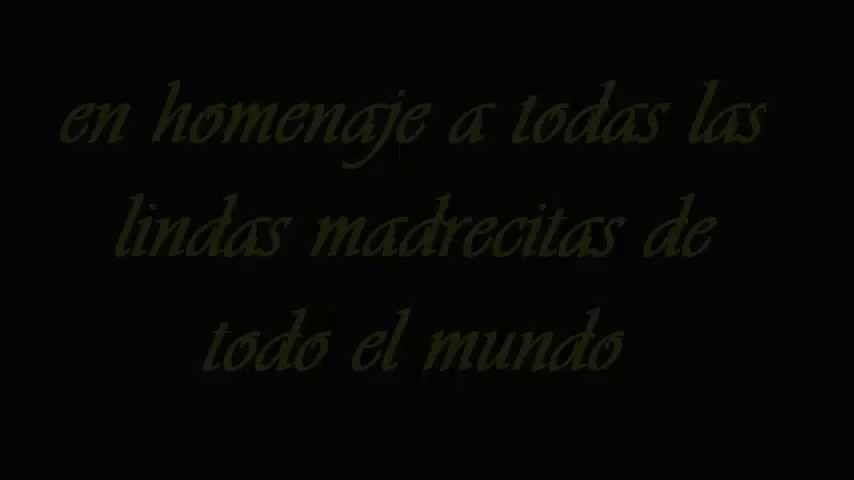 en homenaje a todas las
lindas madrecitas de
todo el mundo